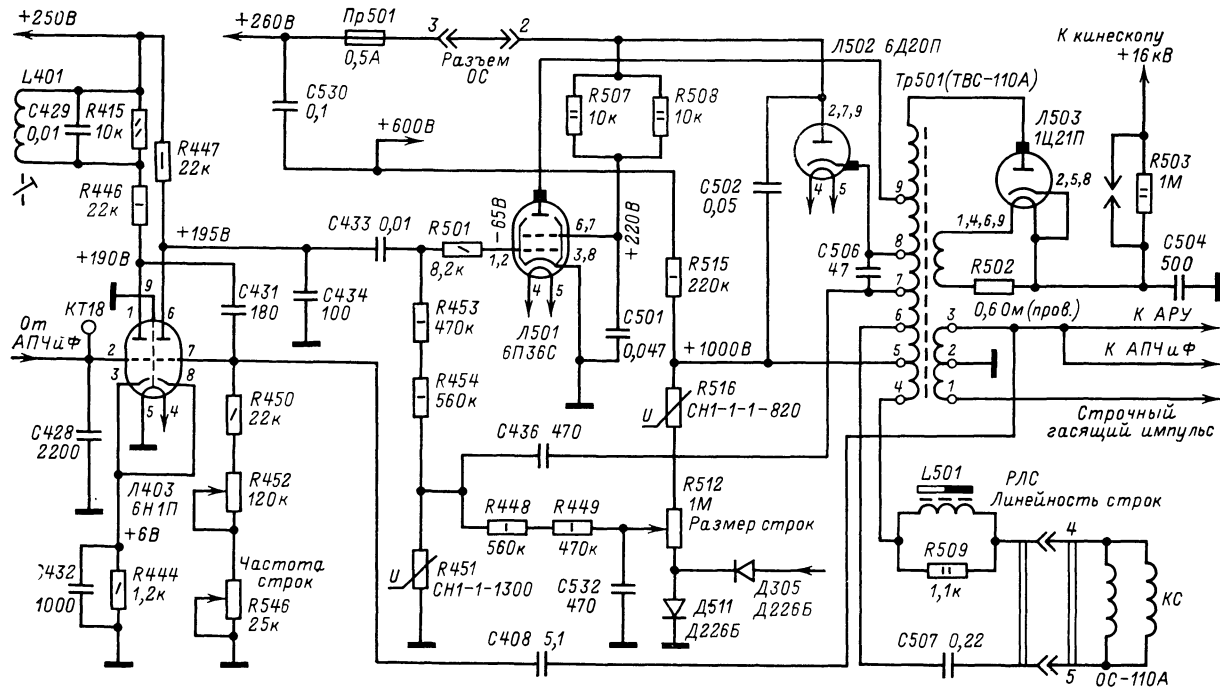 +250В
+260В
Пр501
0,5А
3
2
Разъем
ОС
Л502 6Д20П
К кинескопу
+16кВ
Тр501 (ТВС-110А)
L401
С429
0,01
R415
10к
R447
22к
R446
22к
С530
0,1
+600В
R507
10к
R508
10к
2,7,9
4
5
Л503
1Ц21П
2,5,8
1,4,6,9
R503
1М
С504
500
С502
0,05
С506
47
R502
0,6 Ом (пров.)
+195В
+190В
С433 0,01
R501
8,2к
-65В
1,2
6,7
3,8
4
5
+220В
Л501
6П36С
С501
0,047
R515
220к
+1000В
9
8
7
6
5
4
3
2
1
К АРУ
К АПЧиФ
Строчный
гасящий импульс
КТ18
От
АПЧиФ
9
1
6
2
7
3
8
5
4
С431
180
С434
100
R453
470к
R454
560к
R516
СН1-1-1-820
U
С428
2200
R450
22к
R452
120к
Л403
6Н1П
+6В
С432
1000
R444
1,2к
Частота
строк
R546
25к
С436 470
R448
560к
R449
470к
R512
1М
Размер строк
U
R451
СН1-1-1300
С532
470
Д511
Д226Б
Д305
Д226Б
С408 5,1
L501
РЛС
Линейность строк
R509
1,1к
4
5
КС
С507 0,22
ОС-110А